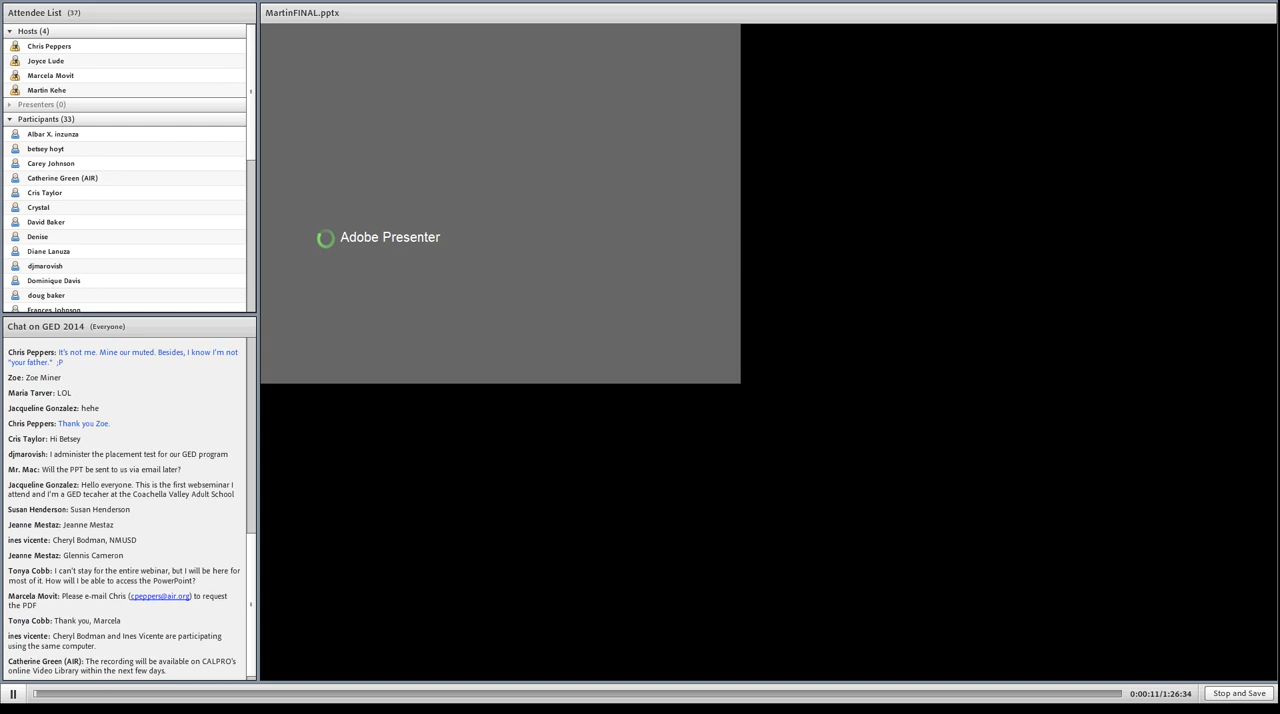 Attendee List (37)
Hosts (4)
Chris Peppers
Joyce Lude
Marcela Movit
Martin Kehe
Presenters (0)
Participants (33)
Albar X. inzunza
betsey hoyt
Carey Johnson
Catherine Green (AIR)
Cris Taylor
Crystal
David Baker
Denise
Diane Lanuza
djmarovish
Dominique Davis
doug baker
Frances Johnson
Chat on GED 2014 (Everyone)
Chris Peppers: It's not me. Mine our muted. Besides, I know I'm not
"your father." ;P
Zoe: Zoe Miner
Maria Tarver: LOL
Jacqueline Gonzalez: hehe
Chris Peppers: Thank you Zoe.
Cris Taylor: Hi Betsey
djmarovish: I administer the placement test for our GED program
Mr. Mac: Will the PPT be sent to us via email later?
Jacqueline Gonzalez: Hello everyone. This is the first webseminar I
attend and I'm a GED tecaher at the Coachella Valley Adult School
Susan Henderson: Susan Henderson
Jeanne Mestaz: Jeanne Mestaz
ines vicente: Cheryl Bodman, NMUSD
Jeanne Mestaz: Glennis Cameron
Tonya Cobb: I can't stay for the entire webinar, but I will be here for
most of it. How will I be able to access the PowerPoint?
Marcela Movit: Please e-mail Chris (cpeppers@air.org) to request
the PDF
Tonya Cobb: Thank you, Marcela
ines vicente: Cheryl Bodman and Ines Vicente are participating
using the same computer.
Catherine Green (AIR): The recording will be available on CALPRO's
online Video Library within the next few days.
MartinFINAL.pptx
Adobe Presenter
0:00:11/1:26:34
Stop and Save